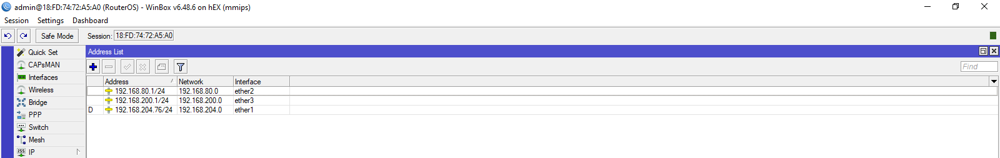 admin@18:FD:74:72:A5:A0 (RouterOS) - WinBox v6.48.6 on hEX (mmips)
Session Settings Dashboard
Safe Mode Session: 18:FD:74:72:A5:A0
Quick Set
CAPsMAN
Interfaces
Wireless
Bridge
PPP
Switch
Mesh
IP
Address List
Find
Address Network Interface
192.168.80.1/24 192.168.80.0 ether2
192.168.200.1/24 192.168.200.0 ether3
D 192.168.204.76/24 192.168.204.0 ether1